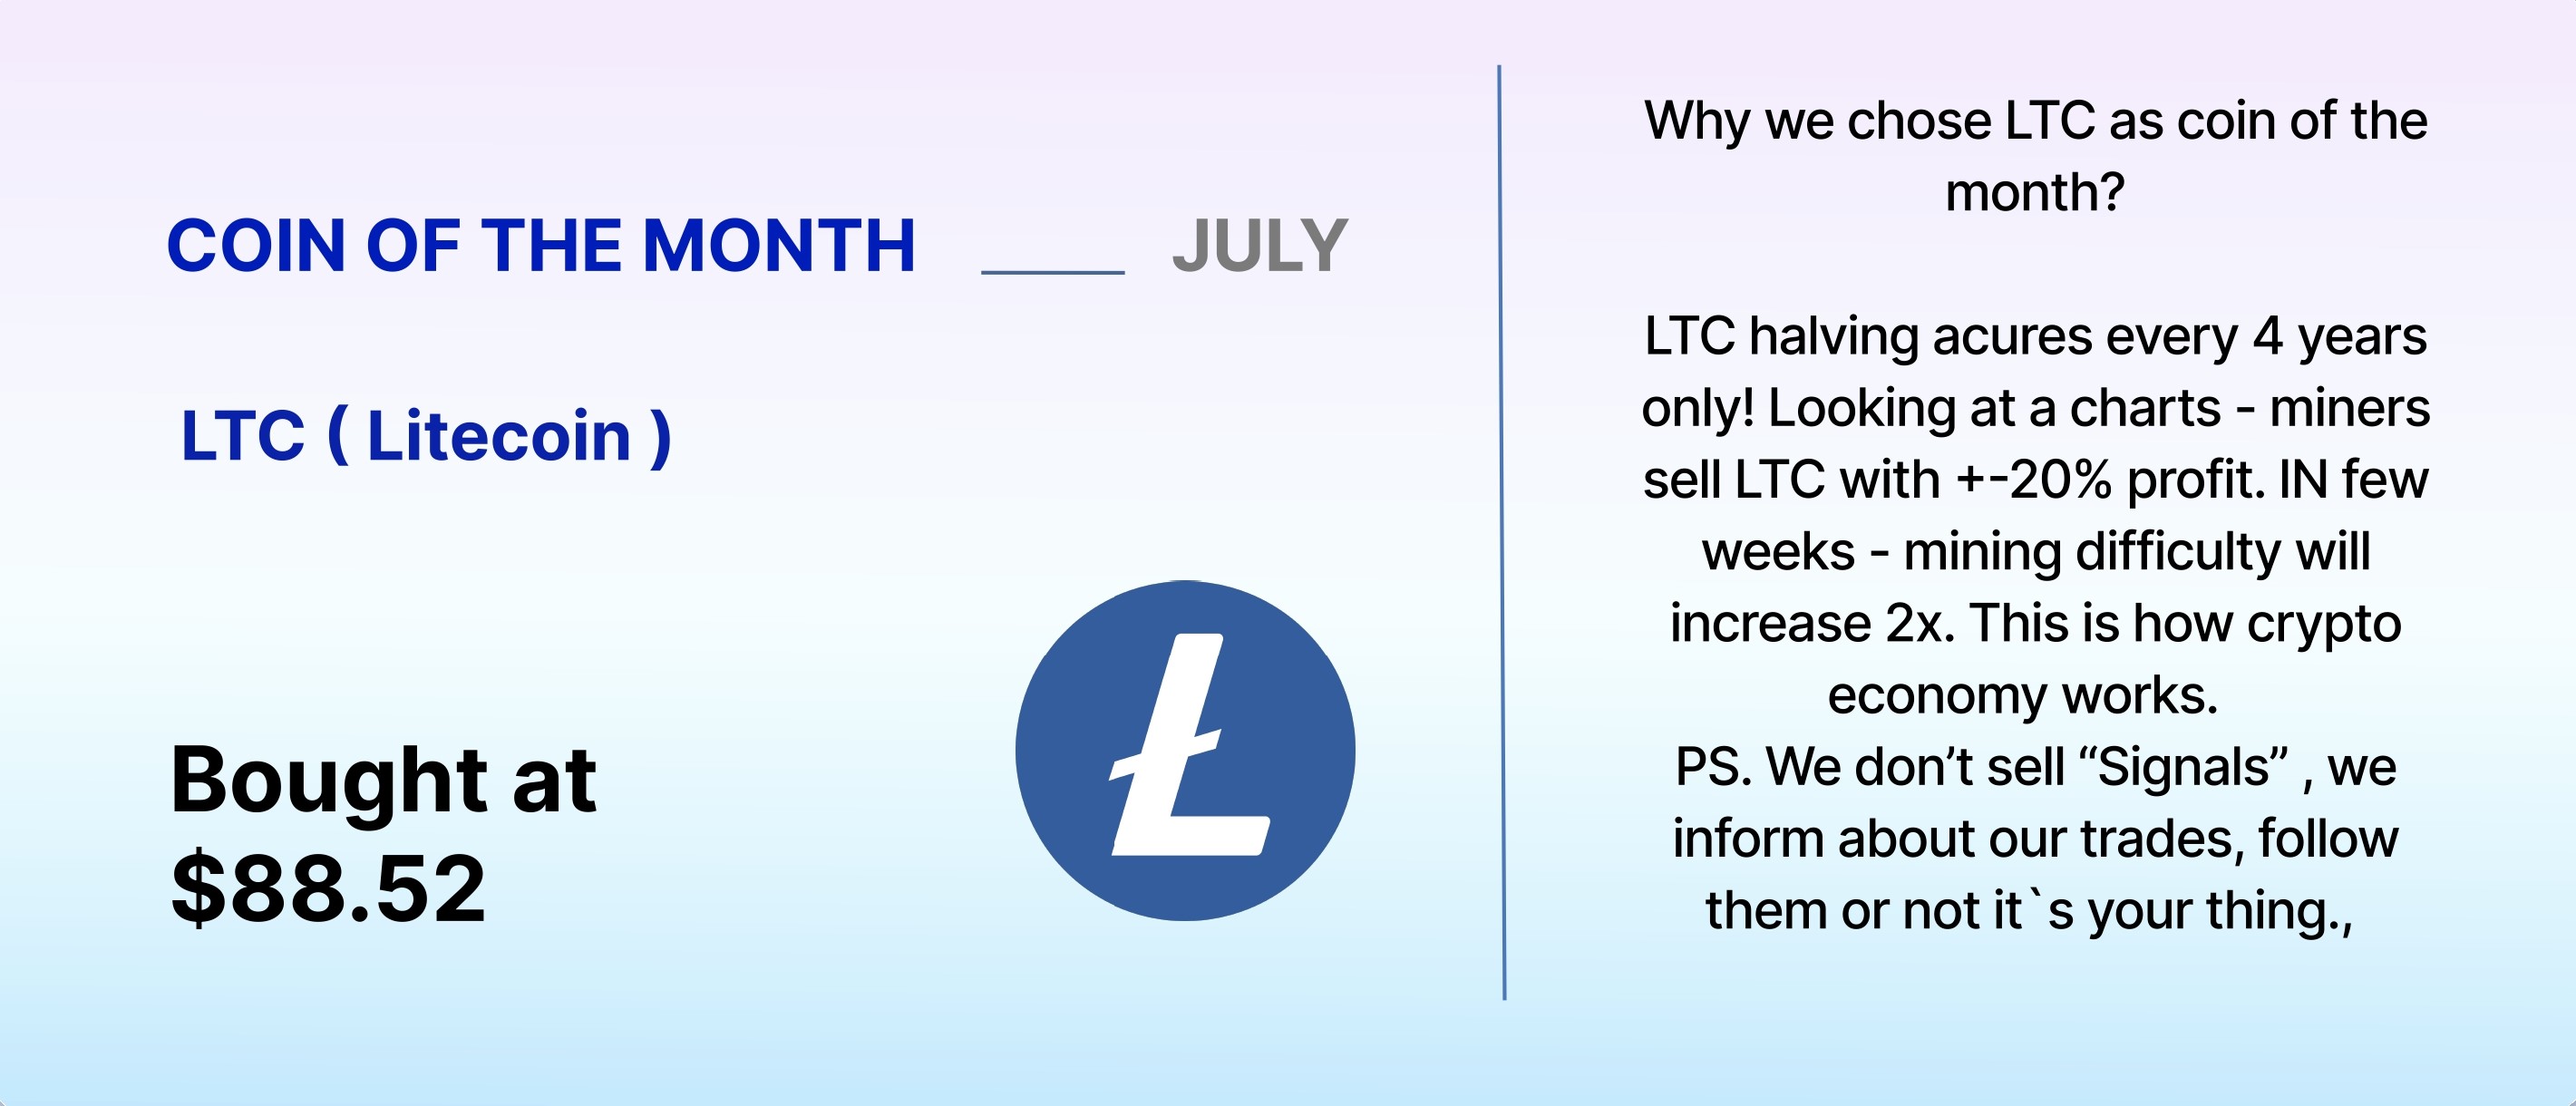 COIN OF THE MONTH ____ JULY
LTC ( Litecoin )
Bought at
$88.52
Why we chose LTC as coin of the
month?
LTC halving acures every 4 years
only! Looking at a charts - miners
sell LTC with +-20% profit. IN few
weeks - mining difficulty will
increase 2x. This is how crypto
economy works.
PS. We don’t sell “Signals” , we
inform about our trades, follow
them or not it`s your thing.,